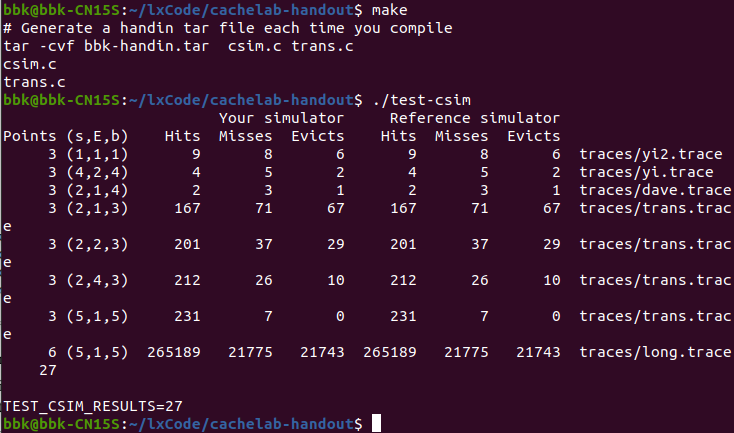 bbk@bbk-CN15S:~/lxCode/cachelab-handout$ make
# Generate a handin tar file each time you compile
tar -cvf bbk-handin.tar  csim.c trans.c
csim.c
trans.c
bbk@bbk-CN15S:~/lxCode/cachelab-handout$ ./test-csim
                        Your simulator     Reference simulator
Points (s,E,b)    Hits  Misses  Evicts    Hits  Misses  Evicts
     3 (1,1,1)       9       8       6       9       8       6  traces/yi2.trace
     3 (4,2,4)       4       5       2       4       5       2  traces/yi.trace
     3 (2,1,4)       2       3       1       2       3       1  traces/dave.trace
     3 (2,1,3)     167      71      67     167      71      67  traces/trans.trac
e
     3 (2,2,3)     201      37      29     201      37      29  traces/trans.trac
e
     3 (2,4,3)     212      26      10     212      26      10  traces/trans.trac
e
     3 (5,1,5)     231       7       0     231       7       0  traces/trans.trac
e
     6 (5,1,5)  265189   21775   21743  265189   21775   21743  traces/long.trace
    27

TEST_CSIM_RESULTS=27
bbk@bbk-CN15S:~/lxCode/cachelab-handout$